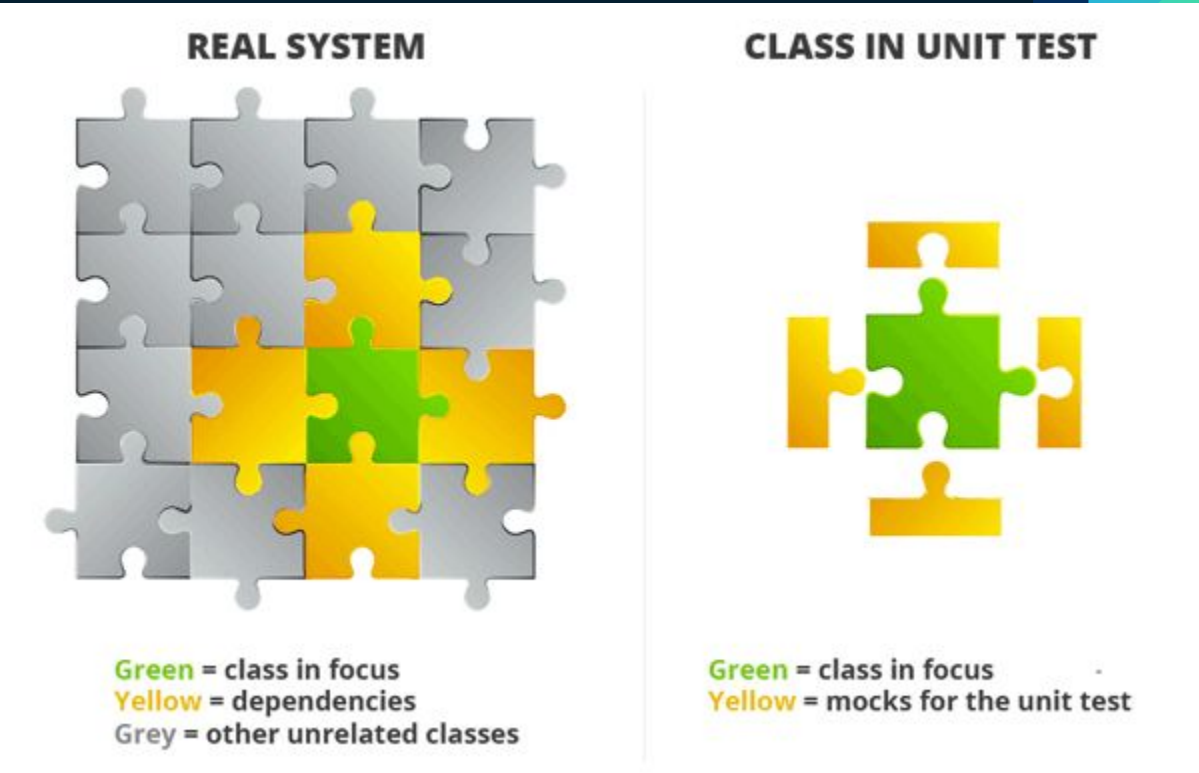 REAL SYSTEM
Green = class in focus
Yellow = dependencies
Grey = other unrelated classes
CLASS IN UNIT TEST
Green = class in focus
Yellow = mocks for the unit test